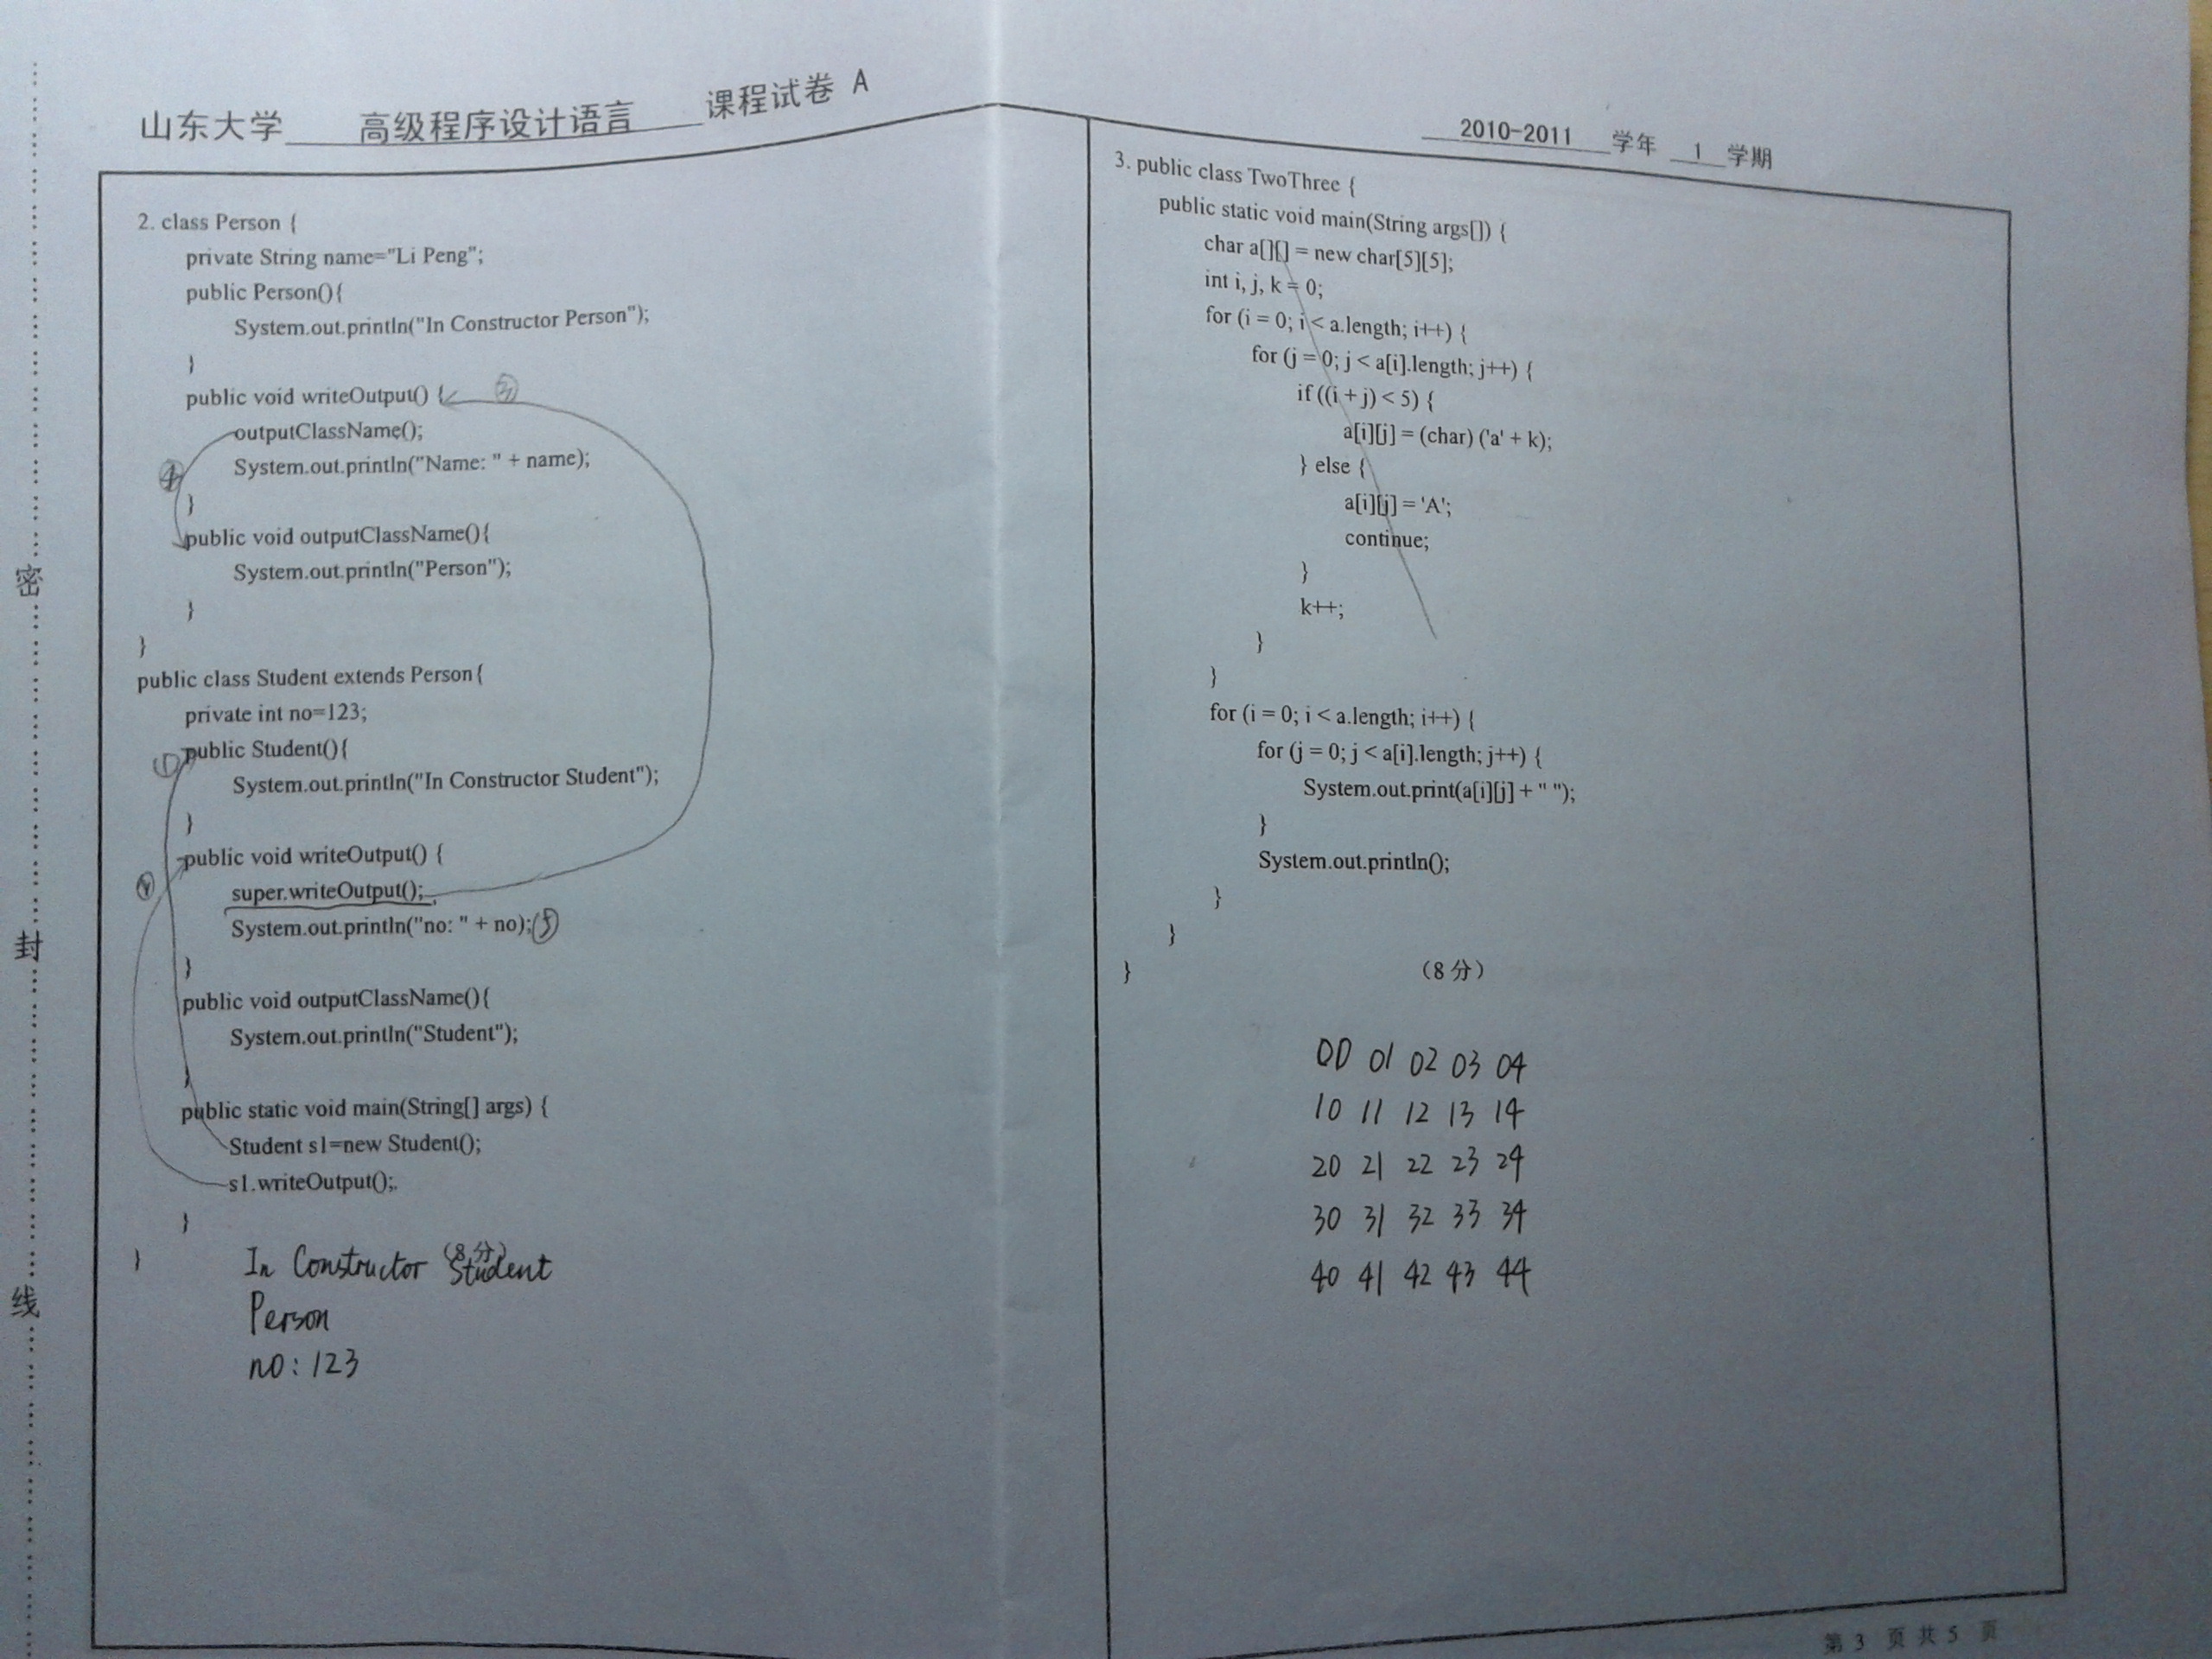 山东大学 高级程序设计语言 课程试卷 A
2010-2011 学年 1 学期
2. class Person {
private String name="Li Peng";
public Person(){
System.out.println("In Constructor Person");
}
public void writeOutput() { ③
outputClassName();
④ System.out.println("Name: " + name);
}
public void outputClassName(){
System.out.println("Person");
}
}
public class Student extends Person{
private int no=123;
① public Student(){
System.out.println("In Constructor Student");
}
public void writeOutput() {
② super.writeOutput();
System.out.println("no: " + no); ⑤
}
public void outputClassName(){
System.out.println("Student");
}
public static void main(String[] args) {
Student s1=new Student();
s1.writeOutput();
}
}
(8分)
In Constructor Student
Person
no: 123
3. public class TwoThree {
public static void main(String args[]) {
char a[][] = new char[5][5];
int i, j, k = 0;
for (i = 0; i < a.length; i++) {
for (j = 0; j < a[i].length; j++) {
if ((i + j) < 5) {
a[i][j] = (char) ('a' + k);
} else {
a[i][j] = 'A';
continue;
}
k++;
}
}
for (i = 0; i < a.length; i++) {
for (j = 0; j < a[i].length; j++) {
System.out.print(a[i][j] + " ");
}
System.out.println();
}
}
} (8分)
00 01 02 03 04
10 11 12 13 14
20 21 22 23 24
30 31 32 33 34
40 41 42 43 44
密
封
线
第 3 页 共 5 页